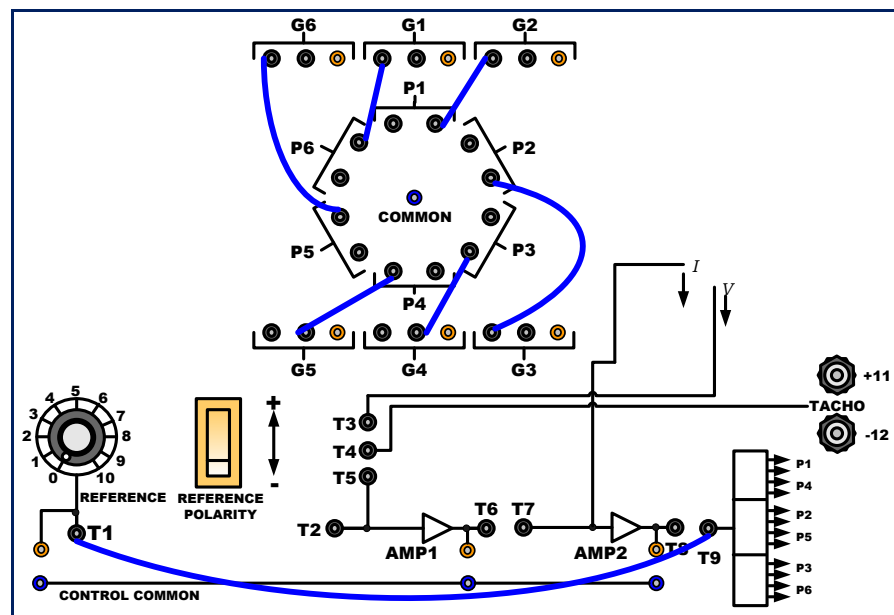 G6 G1 G2
P1
P6 P2
COMMON
P5 P3
P4
I
V
G5 G4 G3
+11
TACHO
-12
0 1 2 3 4 5 6 7 8 9 10
+
-
REFERENCE
REFERENCE
POLARITY
T1
T3
T4
T5
T2 T6 T7 T8 T9
AMP1 AMP2
P1
P4
P2
P5
P3
P6
CONTROL COMMON